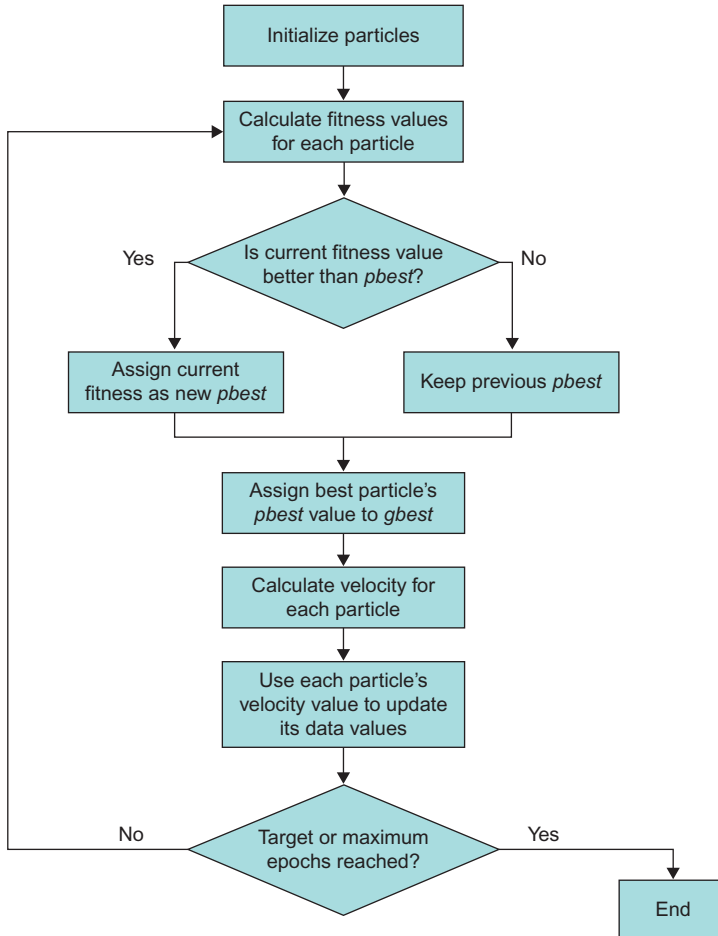 Initialize particles
Calculate fitness values
for each particle
Is current fitness value
better than pbest?
Yes
No
Assign current
fitness as new pbest
Keep previous pbest
Assign best particle's
pbest value to gbest
Calculate velocity for
each particle
Use each particle's
velocity value to update
its data values
Target or maximum
epochs reached?
No
Yes
End